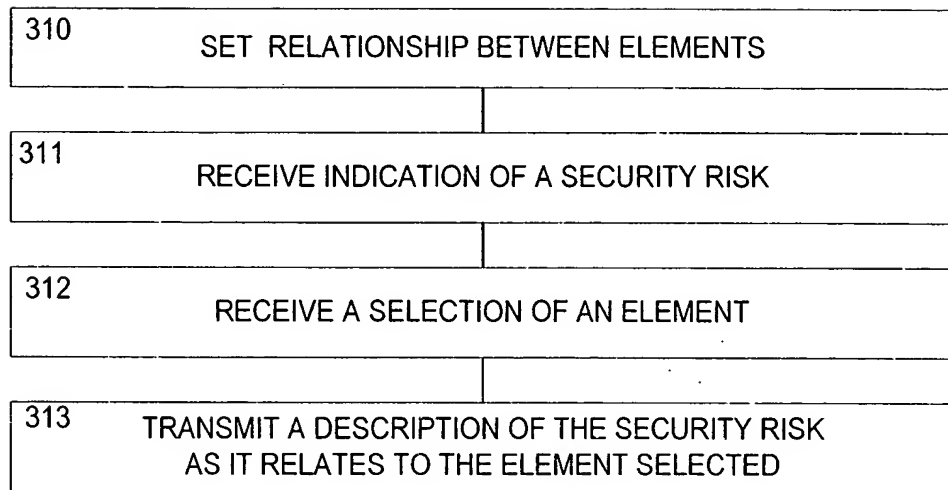 310
SET RELATIONSHIP BETWEEN ELEMENTS
311
RECEIVE INDICATION OF A SECURITY RISK
312
RECEIVE A SELECTION OF AN ELEMENT
313
TRANSMIT A DESCRIPTION OF THE SECURITY RISK
AS IT RELATES TO THE ELEMENT SELECTED